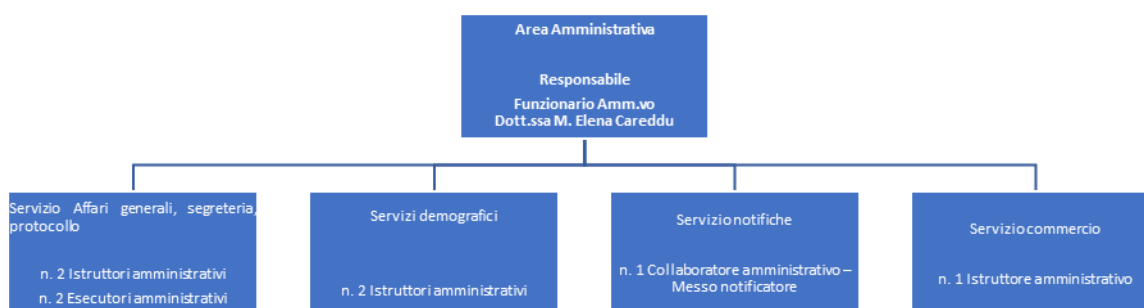 Area Amministrativa
Responsabile
Funzionario Amm.vo
Dott.ssa M. Elena Careddu
Servizio Affari generali, segreteria,
protocollo
n. 2 Istruttori amministrativi
n. 2 Esecutori amministrativi
Servizi demografici
n. 2 Istruttori amministrativi
Servizio notifiche
n. 1 Collaboratore amministrativo –
Messo notificatore
Servizio commercio
n. 1 Istruttore amministrativo